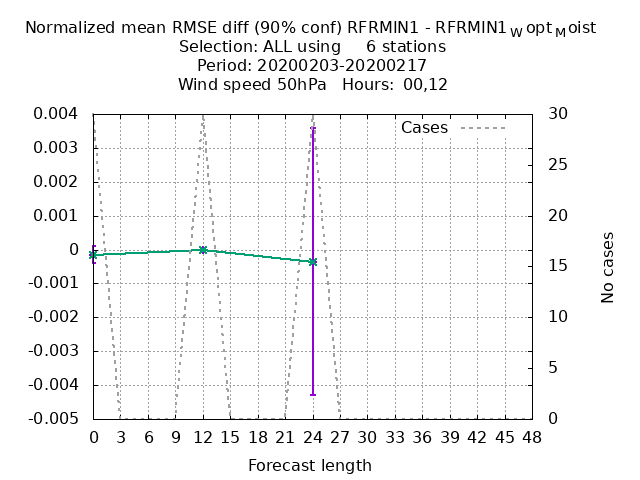 Normalized mean RMSE diff (90% conf) RFRMIN1 - RFRMIN1WoptMoist
Selection: ALL using 6 stations
Period: 20200203-20200217
Wind speed 50hPa Hours: 00,12
Cases
0.004
0.003
0.002
0.001
0
-0.001
-0.002
-0.003
-0.004
-0.005
30
25
20
15
10
5
0
No cases
0 3 6 9 12 15 18 21 24 27 30 33 36 39 42 45 48
Forecast length